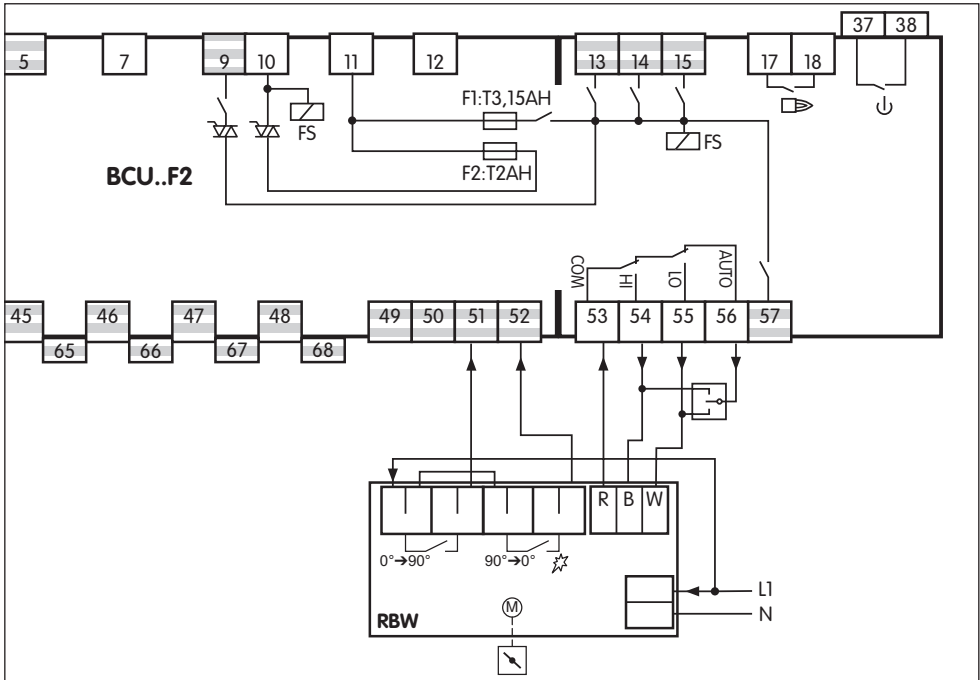 37 38
5 7 9 10 11 12 13 14 15 17 18
F1:T3,15AH
FS
FS
F2:T2AH
BCU..F2
COM HI LO AUTO
45 46 47 48 49 50 51 52 53 54 55 56 57
65 66 67 68
R B W
0°➔90° 90°➔0°
L1
M
N
RBW